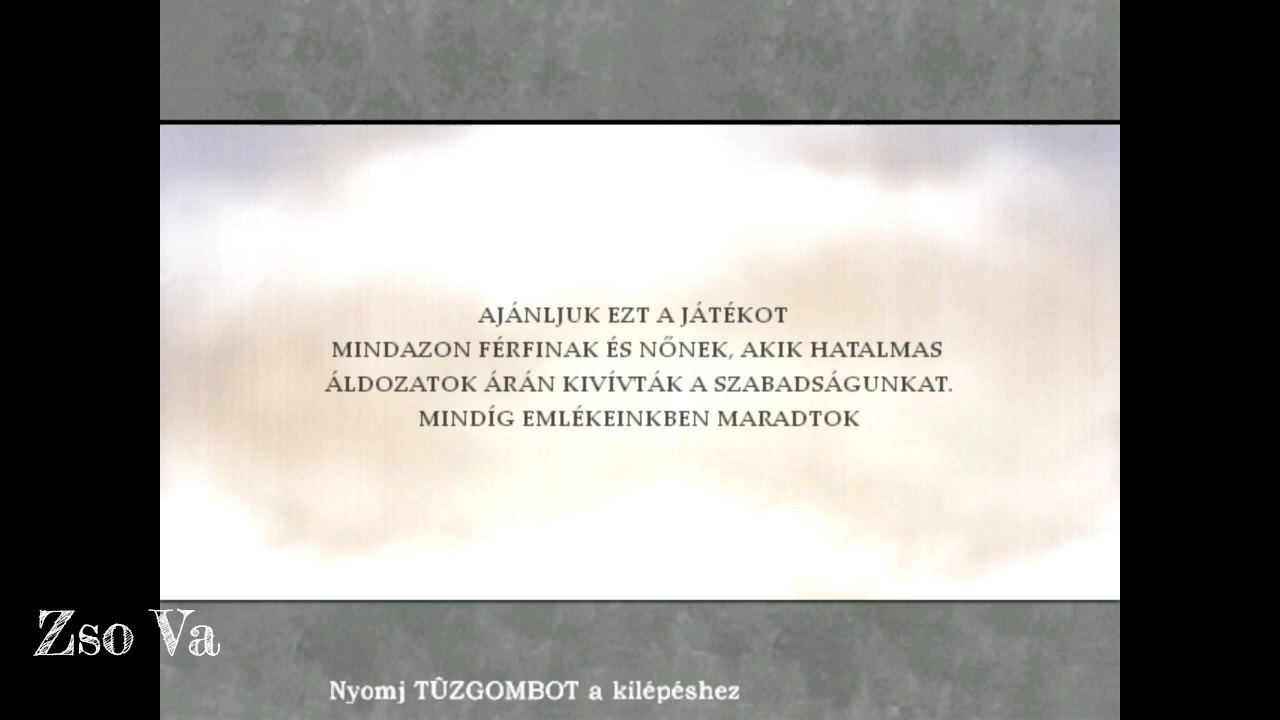 AJÁNLJUK EZT A JÁTÉKOT
MINDAZON FÉRFINAK ÉS NŐNEK, AKIK HATALMAS
ÁLDOZATOK ÁRÁN KIVÍVTÁK A SZABADSÁGUNKAT.
MINDÍG EMLÉKEINKBEN MARADTOK
Zso Va
Nyomj TÛZGOMBOT a kilépéshez